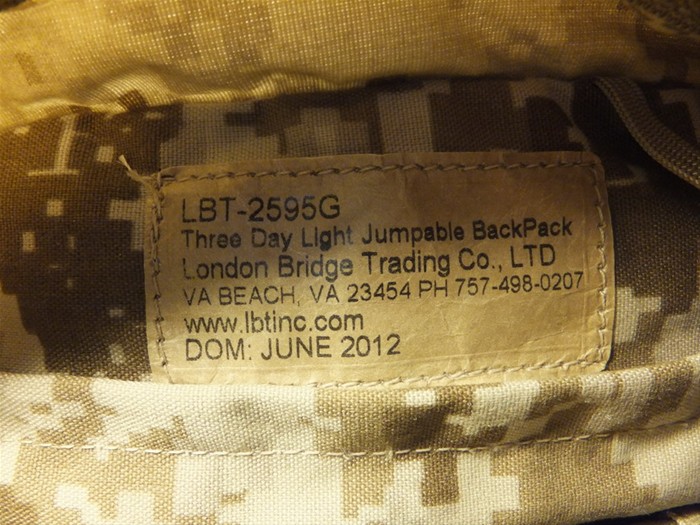 LBT-2595G
Three Day Light Jumpable BackPack
London Bridge Trading Co., LTD
VA BEACH, VA 23454 PH 757-498-0207
www.lbtinc.com
DOM: JUNE 2012